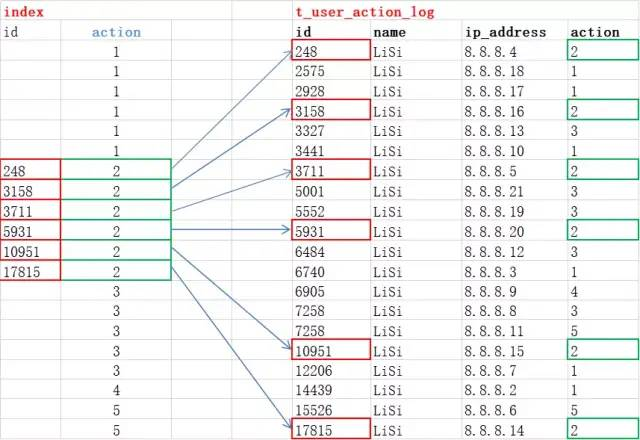 index t_user_action_log
id action id name ip_address action
1 248 LiSi 8.8.8.4 2
1 2575 LiSi 8.8.8.18 1
1 2928 LiSi 8.8.8.17 1
1 3158 LiSi 8.8.8.16 2
1 3327 LiSi 8.8.8.13 3
1 3441 LiSi 8.8.8.10 1
248 2 3711 LiSi 8.8.8.5 2
3158 2 5001 LiSi 8.8.8.21 3
3711 2 5552 LiSi 8.8.8.19 3
5931 2 5931 LiSi 8.8.8.20 2
10951 2 6484 LiSi 8.8.8.12 3
17815 2 6740 LiSi 8.8.8.3 1
3 6905 LiSi 8.8.8.9 4
3 7258 LiSi 8.8.8.8 3
3 7258 LiSi 8.8.8.11 5
3 10951 LiSi 8.8.8.15 2
3 12206 LiSi 8.8.8.7 1
4 14439 LiSi 8.8.8.2 1
5 15526 LiSi 8.8.8.6 5
5 17815 LiSi 8.8.8.14 2